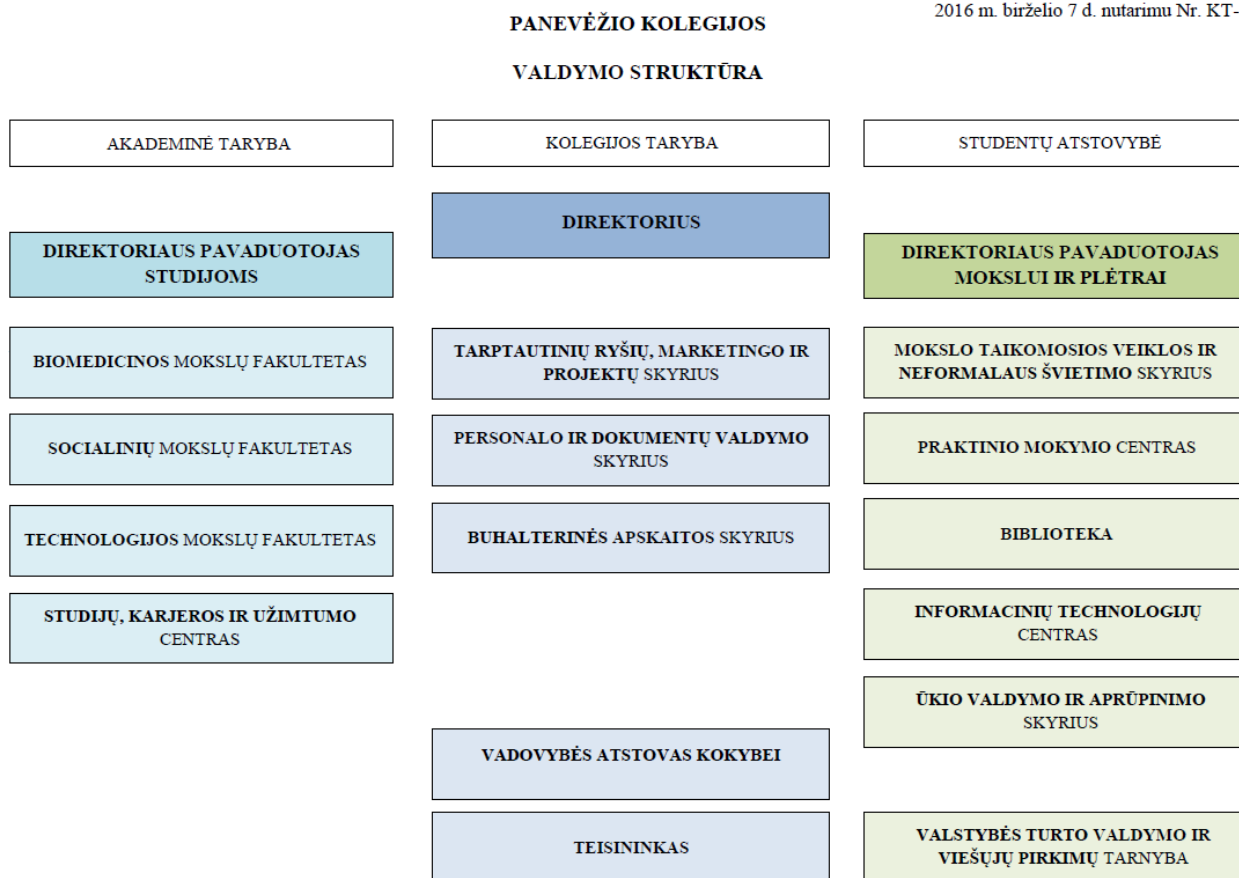 2016 m. birželio 7 d. nutarimu Nr. KT-
PANEVĖŽIO KOLEGIJOS
VALDYMO STRUKTŪRA
AKADEMINĖ TARYBA
KOLEGIJOS TARYBA
STUDENTŲ ATSTOVYBĖ
DIREKTORIUS
DIREKTORIAUS PAVADUOTOJAS
STUDIJOMS
DIREKTORIAUS PAVADUOTOJAS
MOKSLUI IR PLĖTRAI
BIOMEDICINOS MOKSLŲ FAKULTETAS
TARPTAUTINIŲ RYŠIŲ, MARKETINGO IR
PROJEKTŲ SKYRIUS
MOKSLO TAIKOMOSIOS VEIKLOS IR
NEFORMALAUS ŠVIETIMO SKYRIUS
SOCIALINIŲ MOKSLŲ FAKULTETAS
PERSONALO IR DOKUMENTŲ VALDYMO
SKYRIUS
PRAKTINIO MOKYMO CENTRAS
TECHNOLOGIJOS MOKSLŲ FAKULTETAS
BUHALTERINĖS APSKAITOS SKYRIUS
BIBLIOTEKA
STUDIJŲ, KARJEROS IR UŽIMTUMO
CENTRAS
INFORMACINIŲ TECHNOLOGIJŲ
CENTRAS
ŪKIO VALDYMO IR APRŪPINIMO
SKYRIUS
VADOVYBĖS ATSTOVAS KOKYBEI
TEISININKAS
VALSTYBĖS TURTO VALDYMO IR
VIEŠŲJŲ PIRKIMŲ TARNYBA